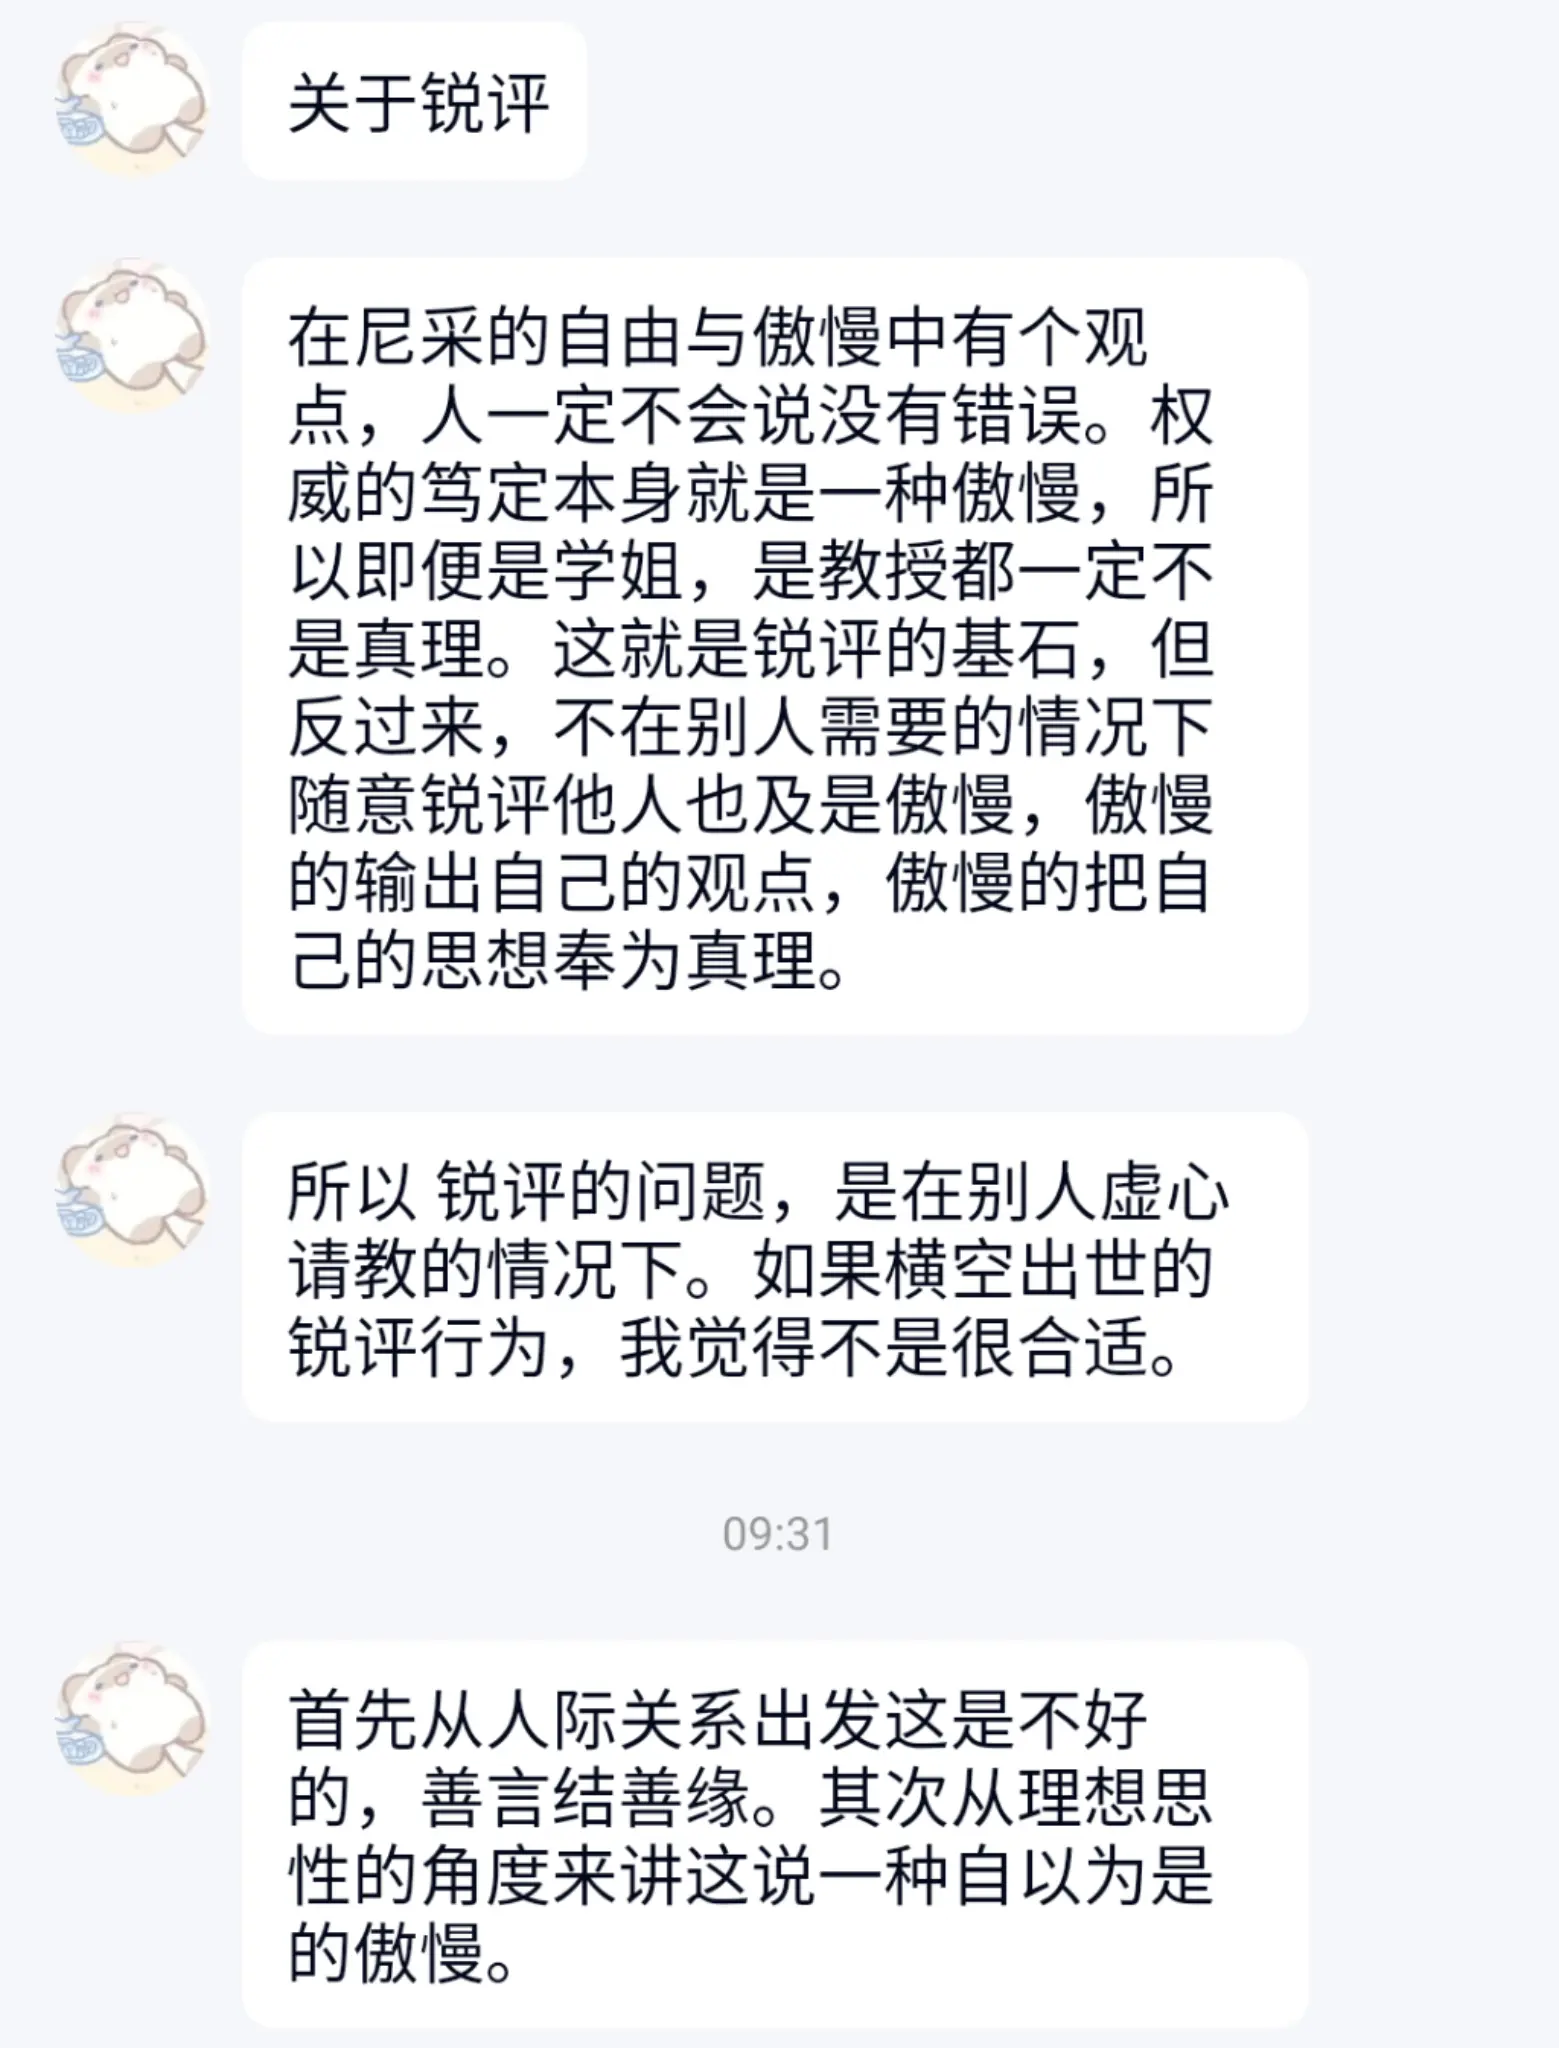 关于锐评
在尼采的自由与傲慢中有个观
点，人一定不会说没有错误。权
威的笃定本身就是一种傲慢，所
以即便是学姐，是教授都一定不
是真理。这就是锐评的基石，但
反过来，不在别人需要的情况下
随意锐评他人也及是傲慢，傲慢
的输出自己的观点，傲慢的把自
己的思想奉为真理。
所以 锐评的问题，是在别人虚心
请教的情况下。如果横空出世的
锐评行为，我觉得不是很合适。
09:31
首先从人际关系出发这是不好
的，善言结善缘。其次从理想思
性的角度来讲这说一种自以为是
的傲慢。